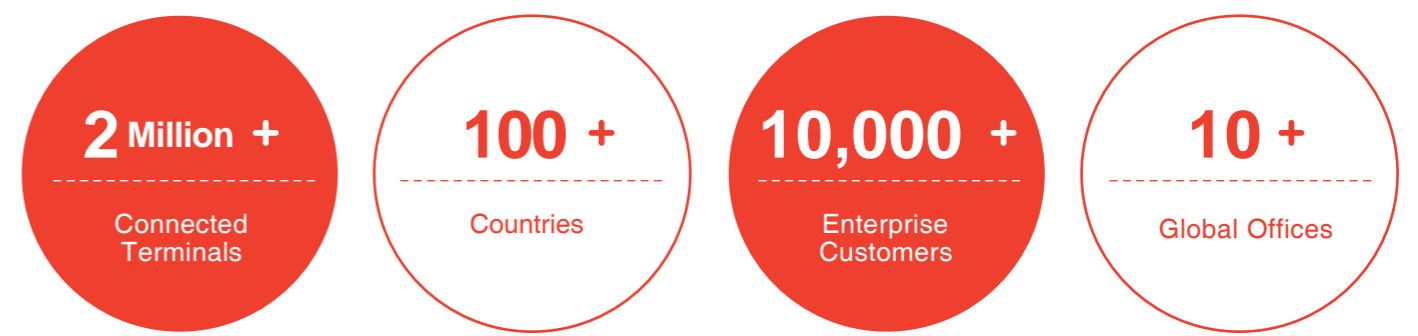 2 Million +
Connected
Terminals
100 +
Countries
10,000 +
Enterprise
Customers
10 +
Global Offices